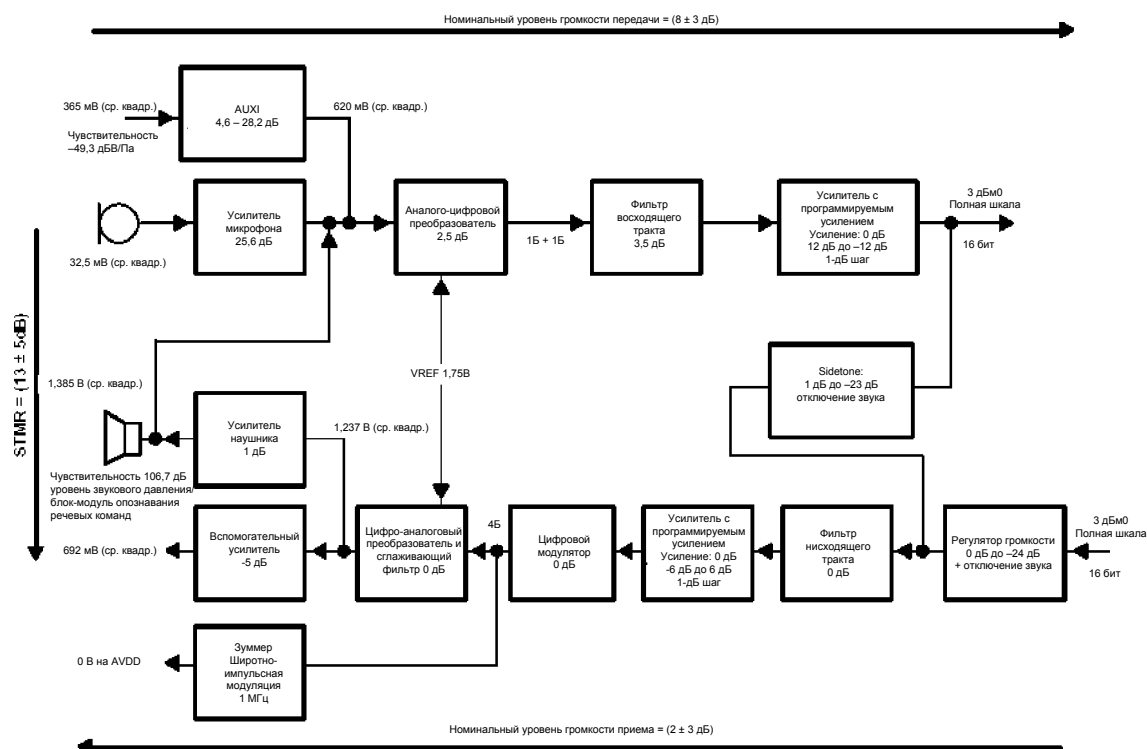 Номинальный уровень громкости передачи = (8 ± 3 дБ)
365 мВ (ср. квадр.)
AUXI
4,6 – 28,2 дБ
620 мВ (ср. квадр.)
Чувствительность
–49,3 дБВ/Па
Усилитель
микрофона
25,6 дБ
32,5 мВ (ср. квадр.)
Аналого-цифровой
преобразователь
2,5 дБ
1Б + 1Б
Фильтр
восходящего
тракта
3,5 дБ
Усилитель с
программируемым
усилением
Усиление: 0 дБ
12 дБ до –12 дБ
1-дБ шаг
3 дБм0
Полная шкала
16 бит
STMR = (13 ± 5dB)
VREF 1,75В
Sidetone:
1 дБ до –23 дБ
отключение звука
1,385 В (ср. квадр.)
Усилитель
наушника
1 дБ
1,237 В (ср. квадр.)
Чувствительность 106,7 дБ
уровень звукового давления/
блок-модуль опознавания
речевых команд
692 мВ (ср. квадр.)
Вспомогательный
усилитель
-5 дБ
Цифро-аналоговый
преобразователь и
сглаживающий
фильтр 0 дБ
4Б
Цифровой
модулятор
0 дБ
Усилитель с
программируемым
усилением
Усиление: 0 дБ
-6 дБ до 6 дБ
1-дБ шаг
Фильтр
нисходящего
тракта
0 дБ
Регулятор громкости
0 дБ до –24 дБ
+ отключение звука
3 дБм0
Полная шкала
16 бит
0 В на AVDD
Зуммер
Широтно-
импульсная
модуляция
1 МГц
Номинальный уровень громкости приема = (2 ± 3 дБ)